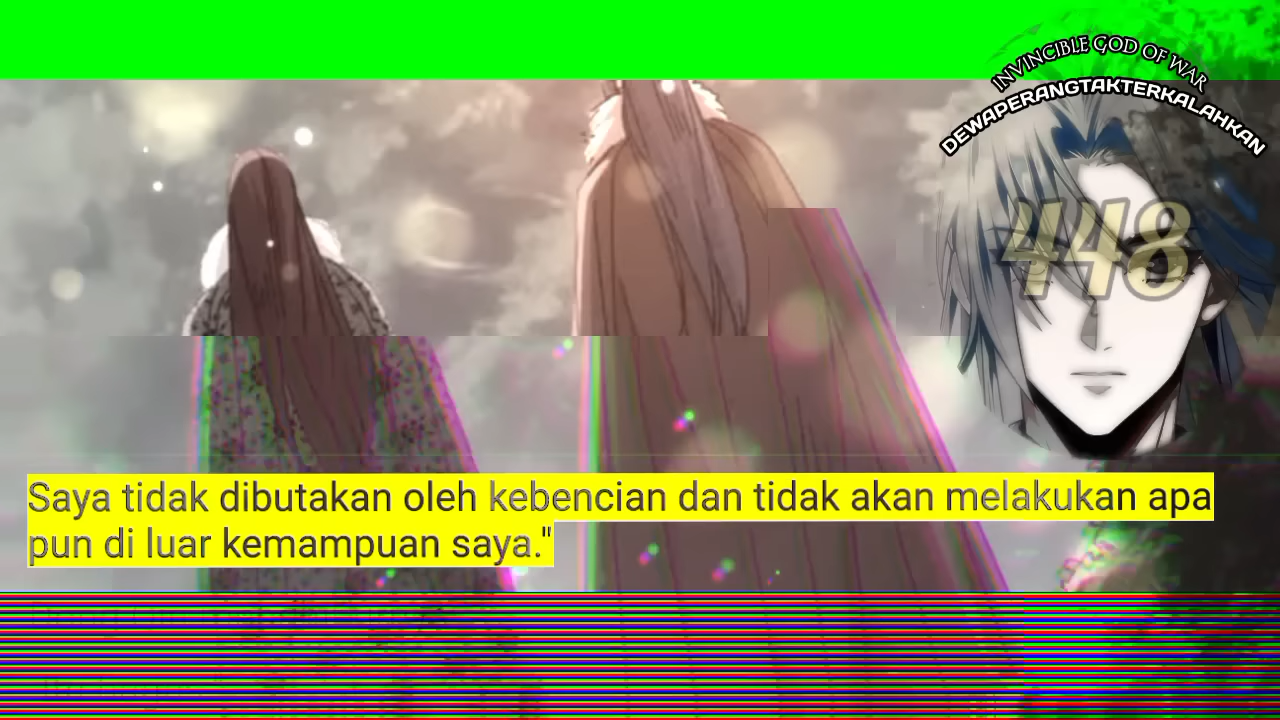 INVINCIBLE GOD OF WAR
DEWAPERANGTAKTERKALAHKAN
448
Saya tidak dibutakan oleh kebencian dan tidak akan melakukan apa
pun di luar kemampuan saya."